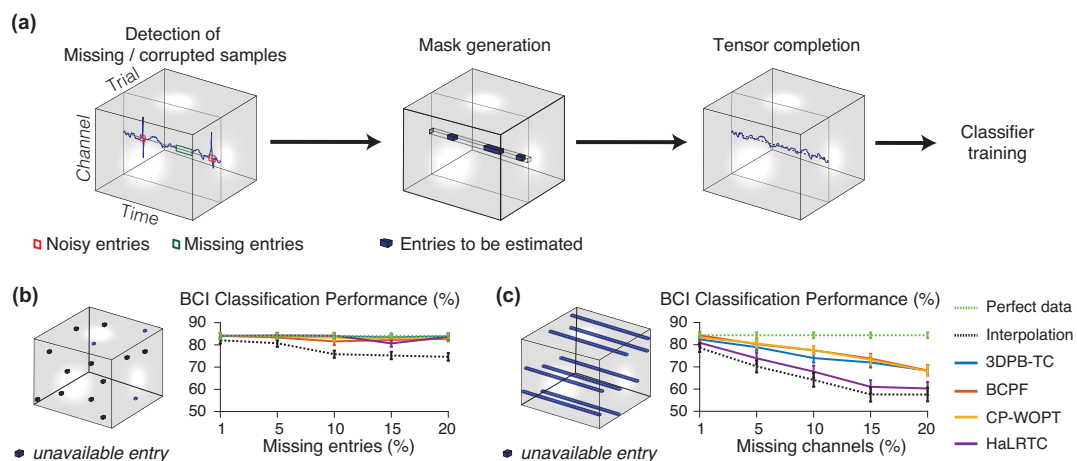 (a)
Detection of
Missing / corrupted samples
Mask generation
Tensor completion
Trial
Channel
Time
Classifier
training
Noisy entries
Missing entries
Entries to be estimated
(b)
BCI Classification Performance (%)
90
80
70
60
50
1
5
10
15
20
Missing entries (%)
unavailable entry
(c)
BCI Classification Performance (%)
90
80
70
60
50
1
5
10
15
20
Missing channels (%)
unavailable entry
Perfect data
Interpolation
3DPB-TC
BCPF
CP-WOPT
HaLRTC